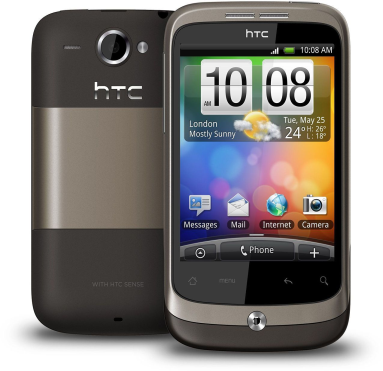 hTC
WITH HTC SENSE
hTC
10:08 AM
10 08
AM
London
Mostly Sunny
Tue, May 25
24° H: 26°
L: 18°
Messages Mail Internet Camera
Phone
menu